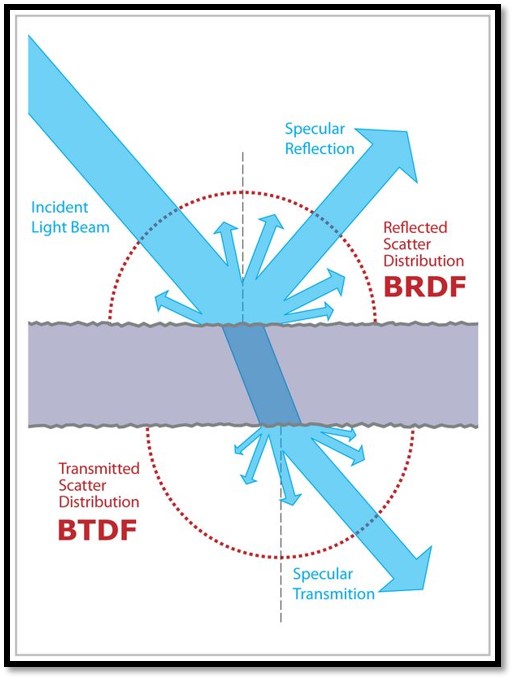 Specular
Reflection
Incident
Light Beam
Reflected
Scatter
Distribution
BRDF
Transmitted
Scatter
Distribution
BTDF
Specular
Transmition